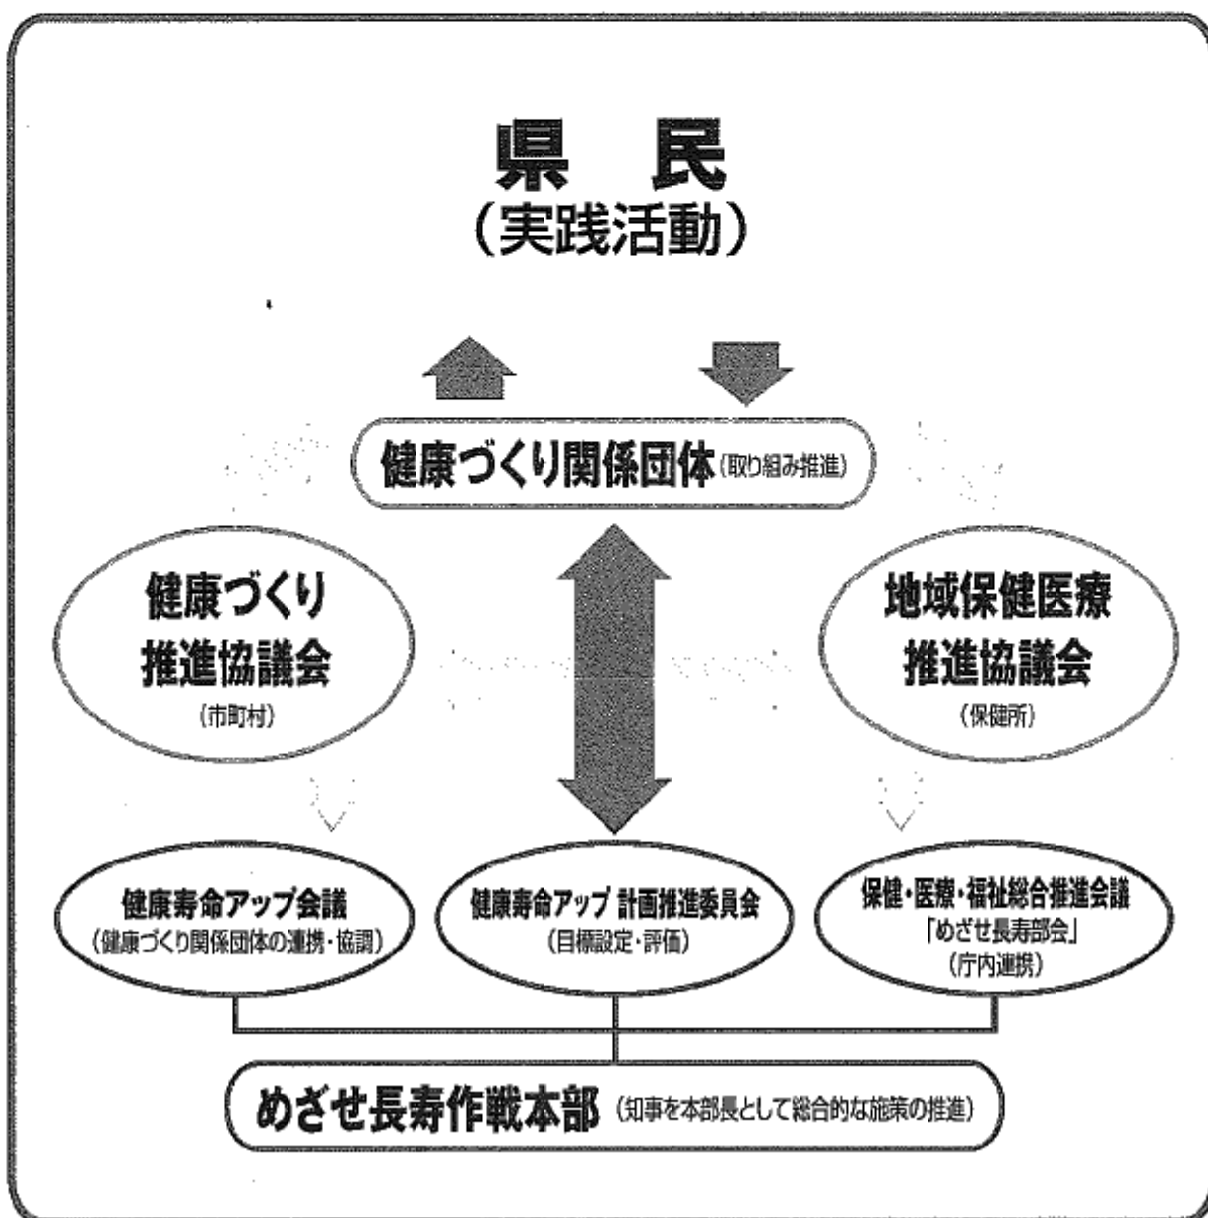 県 民
（実践活動）
健康づくり関係団体（取り組み推進）
健康づくり
推進協議会
（市町村）
地域保健医療
推進協議会
（保健所）
健康寿命アップ会議
（健康づくり関係団体の連携・協調）
健康寿命アップ 計画推進委員会
（目標設定・評価）
保健・医療・福祉総合推進会議
「めざせ長寿部会」
（庁内連携）
めざせ長寿作戦本部（知事を本部長として総合的な施策の推進）